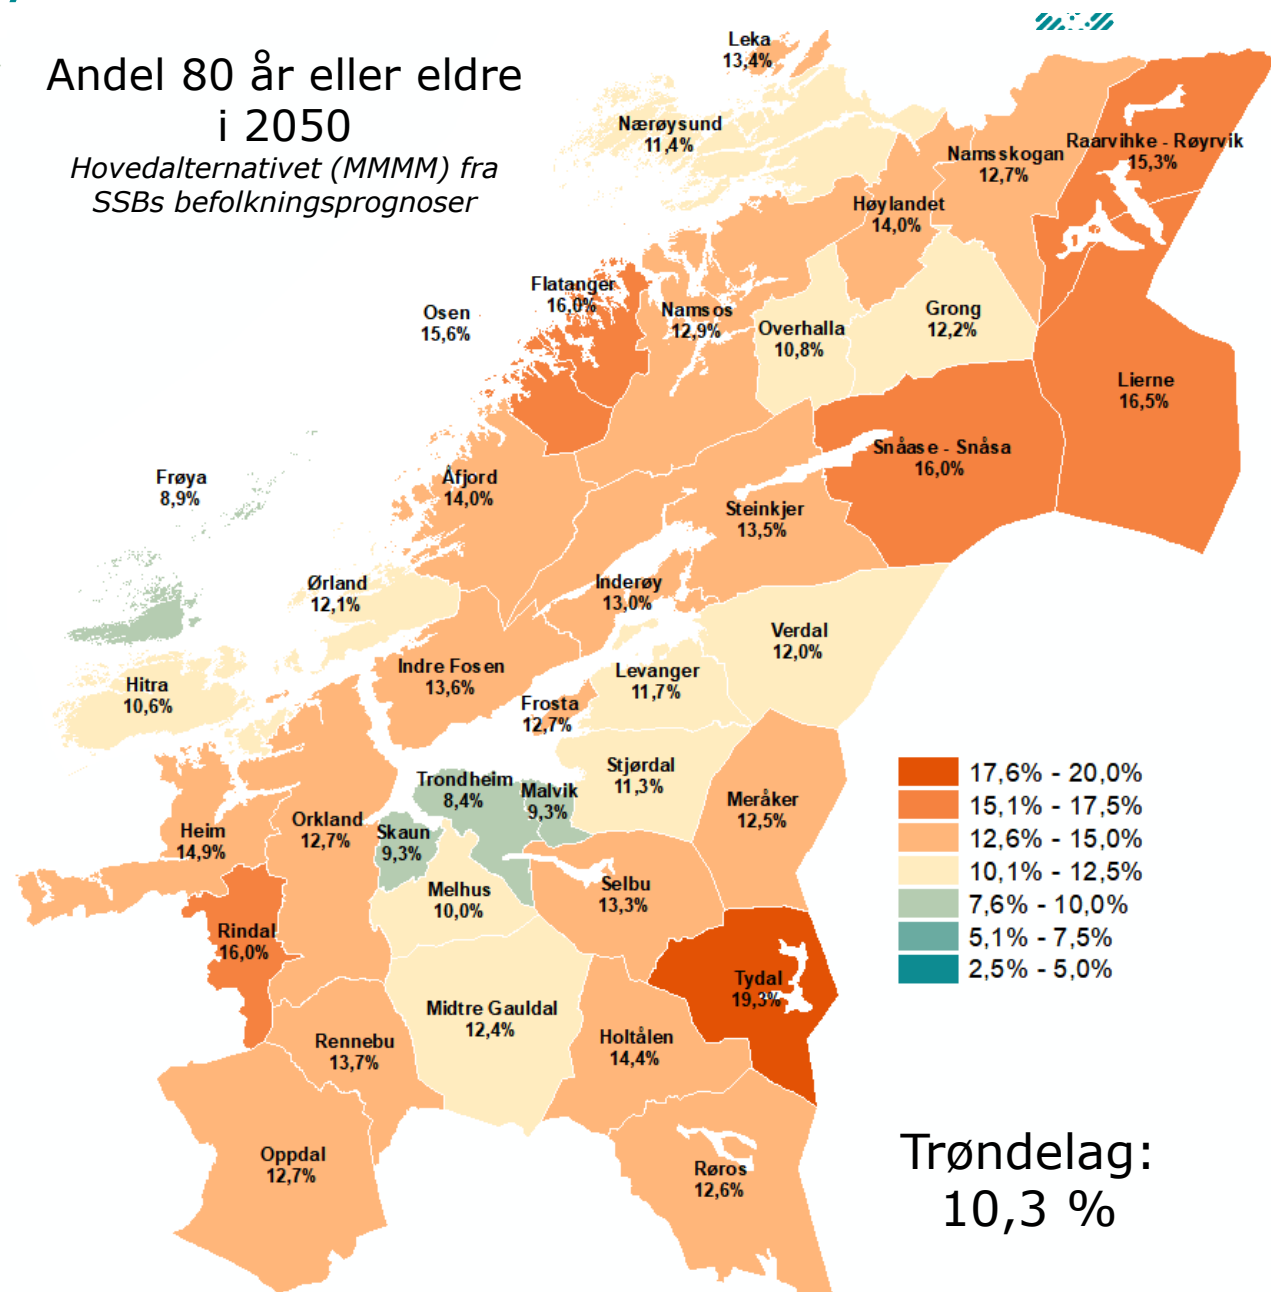 Andel 80 år eller eldre
i 2050
Hovedalternativet (MMMM) fra
SSBs befolkningsprognoser
Leka
13,4%
Nærøysund
11,4%
Namsskogan
12,7%
Raarvihke - Røyrvik
15,3%
Høylandet
14,0%
Flatanger
16,0%
Osen
15,6%
Namsos
12,9%
Overhalla
10,8%
Grong
12,2%
Lierne
16,5%
Snåase - Snåsa
16,0%
Frøya
8,9%
Åfjord
14,0%
Steinkjer
13,5%
Ørland
12,1%
Inderøy
13,0%
Verdal
12,0%
Hitra
10,6%
Indre Fosen
13,6%
Levanger
11,7%
Frosta
12,7%
Stjørdal
11,3%
Trondheim
8,4%
Malvik
9,3%
Meråker
12,5%
Heim
14,9%
Orkland
12,7%
Skaun
9,3%
Melhus
10,0%
Selbu
13,3%
Rindal
16,0%
Tydal
19,3%
Midtre Gauldal
12,4%
Holtålen
14,4%
Rennebu
13,7%
Oppdal
12,7%
Røros
12,6%
17,6% - 20,0%
15,1% - 17,5%
12,6% - 15,0%
10,1% - 12,5%
7,6% - 10,0%
5,1% - 7,5%
2,5% - 5,0%
Trøndelag:
10,3 %